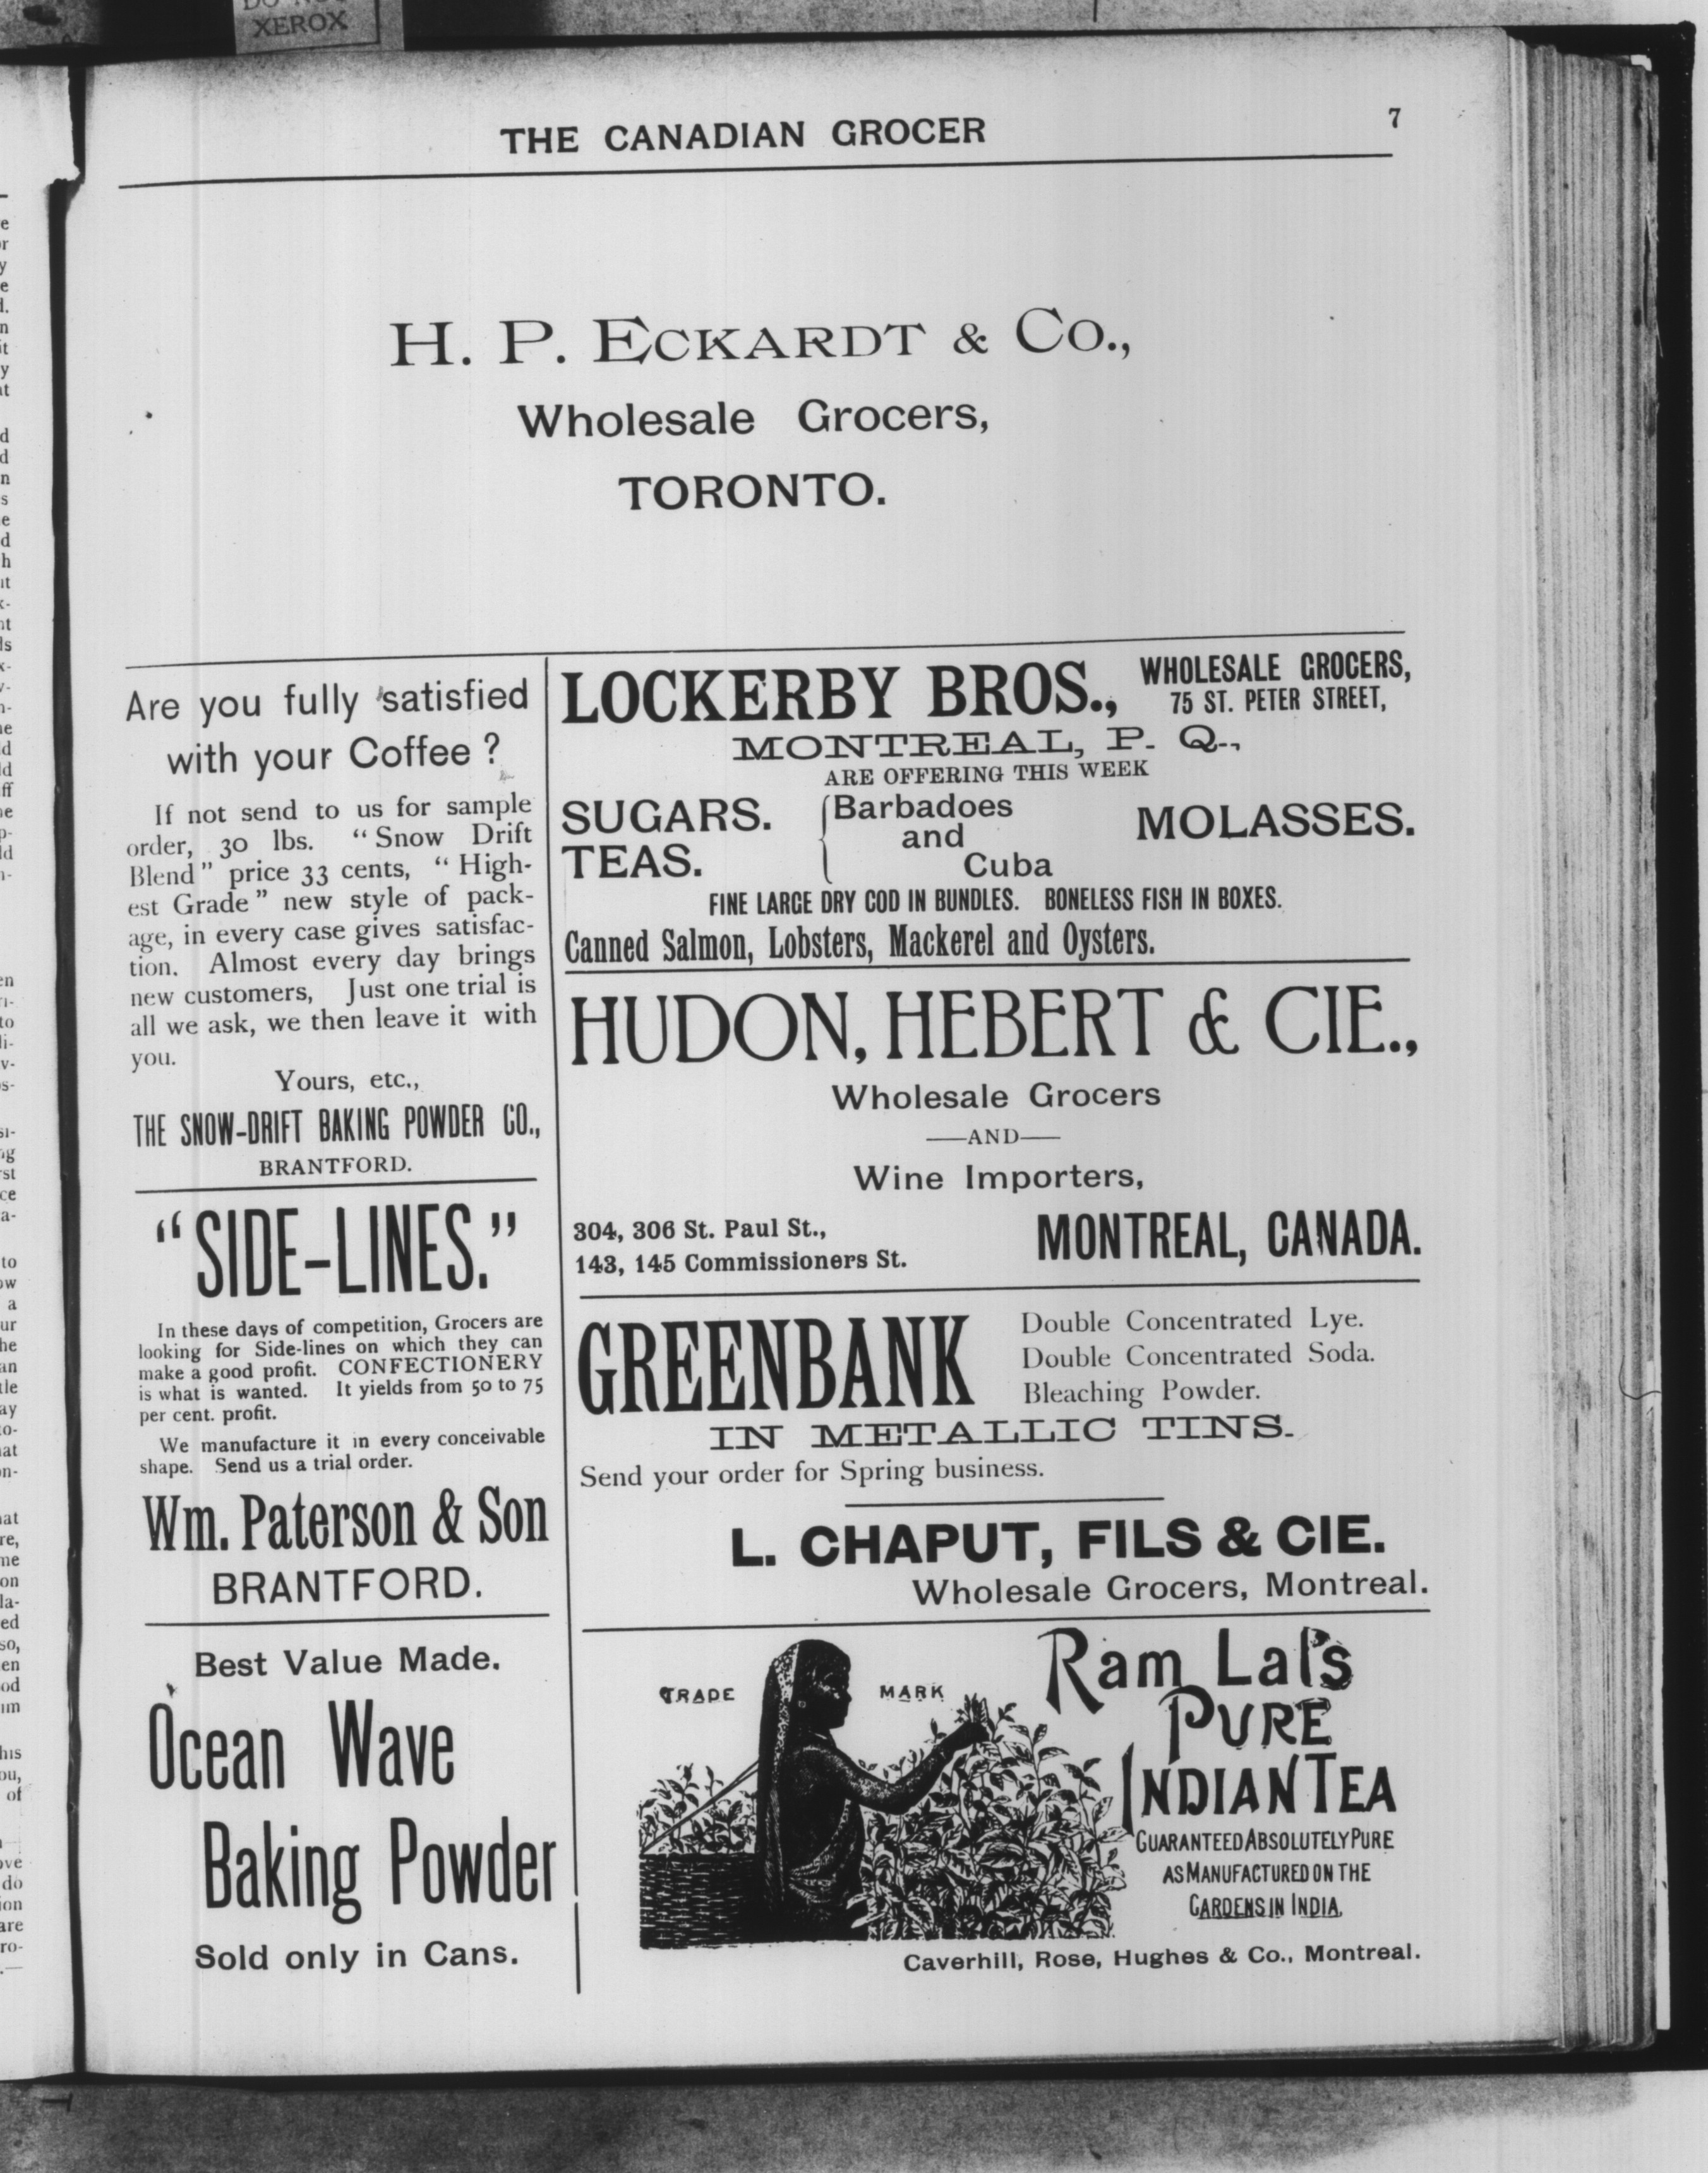 XEROX
THE CANADIAN GROCER 7
H. P. ECKARDT & CO.,
Wholesale Grocers,
TORONTO.
Are you fully satisfied
with your Coffee ?
If not send to us for sample
order, 30 lbs. "Snow Drift
Blend" price 33 cents, "High-
est Grade" new style of pack-
age, in every case gives satisfac-
tion. Almost every day brings
new customers, Just one trial is
all we ask, we then leave it with
you.
Yours, etc.,
THE SNOW-DRIFT BAKING POWDER CO.,
BRANTFORD.
"SIDE-LINES."
In these days of competition, Grocers are
looking for Side-lines on which they can
make a good profit. CONFECTIONERY
is what is wanted. It yields from 50 to 75
per cent. profit.
We manufacture it in every conceivable
shape. Send us a trial order.
Wm. Paterson & Son
BRANTFORD.
Best Value Made.
Ocean Wave
Baking Powder
Sold only in Cans.
LOCKERBY BROS., WHOLESALE GROCERS,
75 ST. PETER STREET,
MONTREAL, P. Q.,
ARE OFFERING THIS WEEK
SUGARS. Barbadoes MOLASSES.
and
TEAS. Cuba
FINE LARGE DRY COD IN BUNDLES. BONELESS FISH IN BOXES.
Canned Salmon, Lobsters, Mackerel and Oysters.
HUDON, HEBERT & CIE.,
Wholesale Grocers
—AND—
Wine Importers,
304, 306 St. Paul St.,
143, 145 Commissioners St. MONTREAL, CANADA.
GREENBANK Double Concentrated Lye.
Double Concentrated Soda.
Bleaching Powder.
IN METALLIC TINS.
Send your order for Spring business.
L. CHAPUT, FILS & CIE.
Wholesale Grocers, Montreal.
TRADE MARK
Ram Lal's
PURE
INDIAN TEA
GUARANTEED ABSOLUTELY PURE
AS MANUFACTURED ON THE
GARDENS IN INDIA.
Caverhill, Rose, Hughes & Co., Montreal.